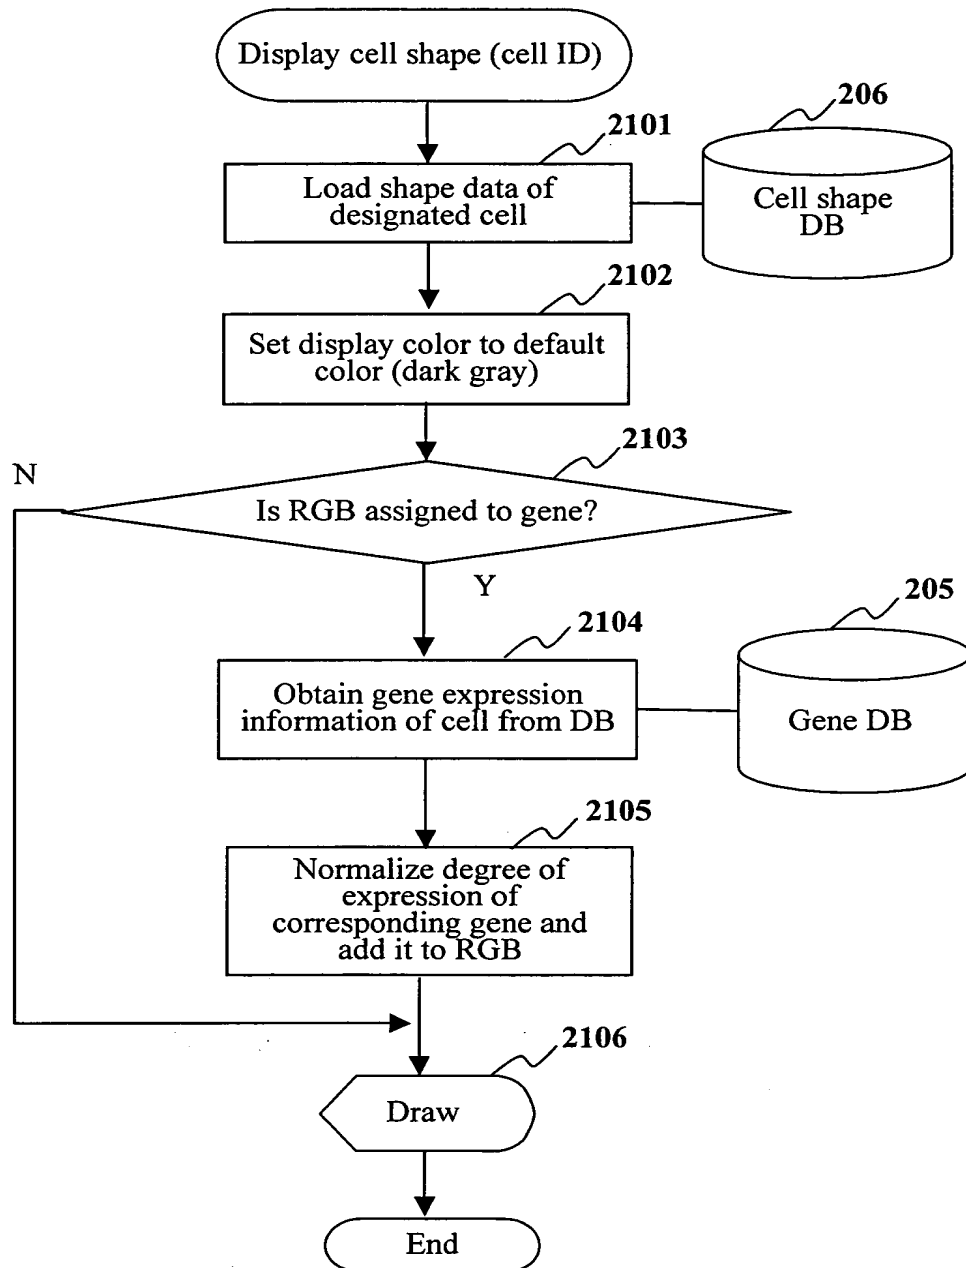 Display cell shape (cell ID)
206
2101
Load shape data of
designated cell
Cell shape
DB
2102
Set display color to default
color (dark gray)
2103
N
Is RGB assigned to gene?
Y
205
2104
Obtain gene expression
information of cell from DB
Gene DB
2105
Normalize degree of
expression of
corresponding gene and
add it to RGB
2106
Draw
End